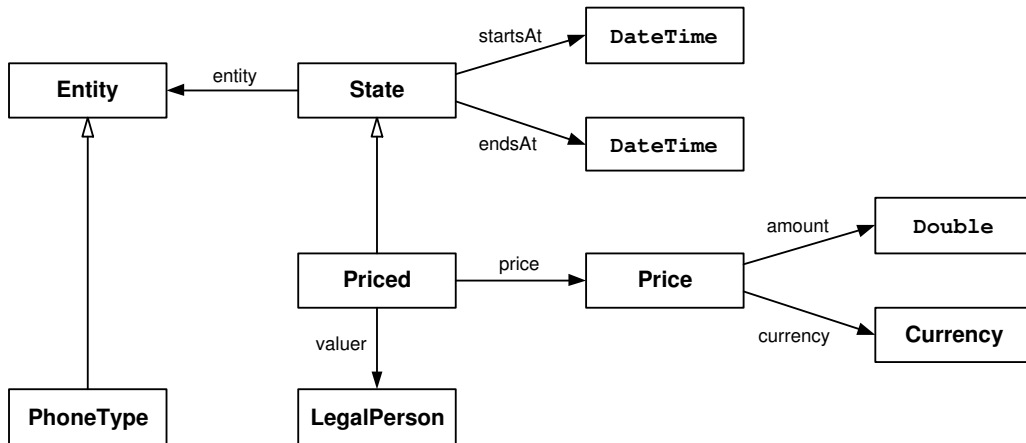 startsAt
DateTime
Entity
entity
State
endsAt
DateTime
amount
Double
Priced
price
Price
valuer
currency
Currency
PhoneType
LegalPerson